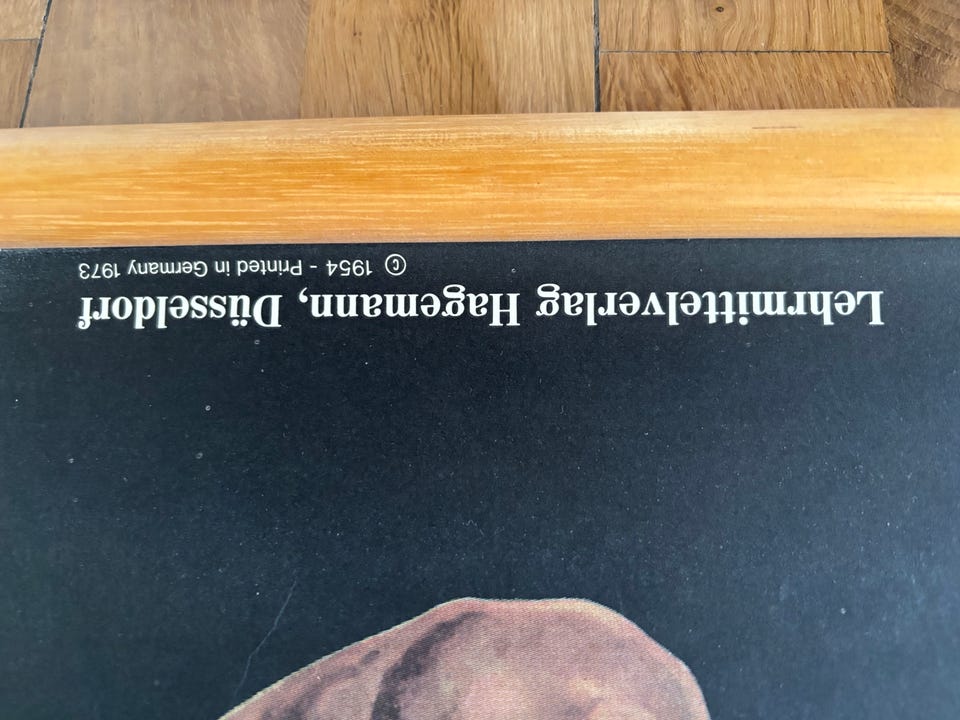 Lehrmittelverlag Hagemann, Düsseldorf
© 1954 - Printed in Germany 1973